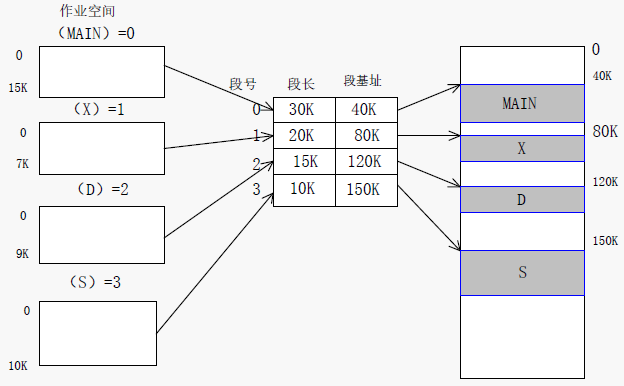 作业空间
（MAIN）=0
0
15K
（X）=1
0
7K
（D）=2
0
9K
（S）=3
0
10K
段号 段长 段基址
0 30K 40K
1 20K 80K
2 15K 120K
3 10K 150K
0
40K
MAIN
80K
X
120K
D
150K
S